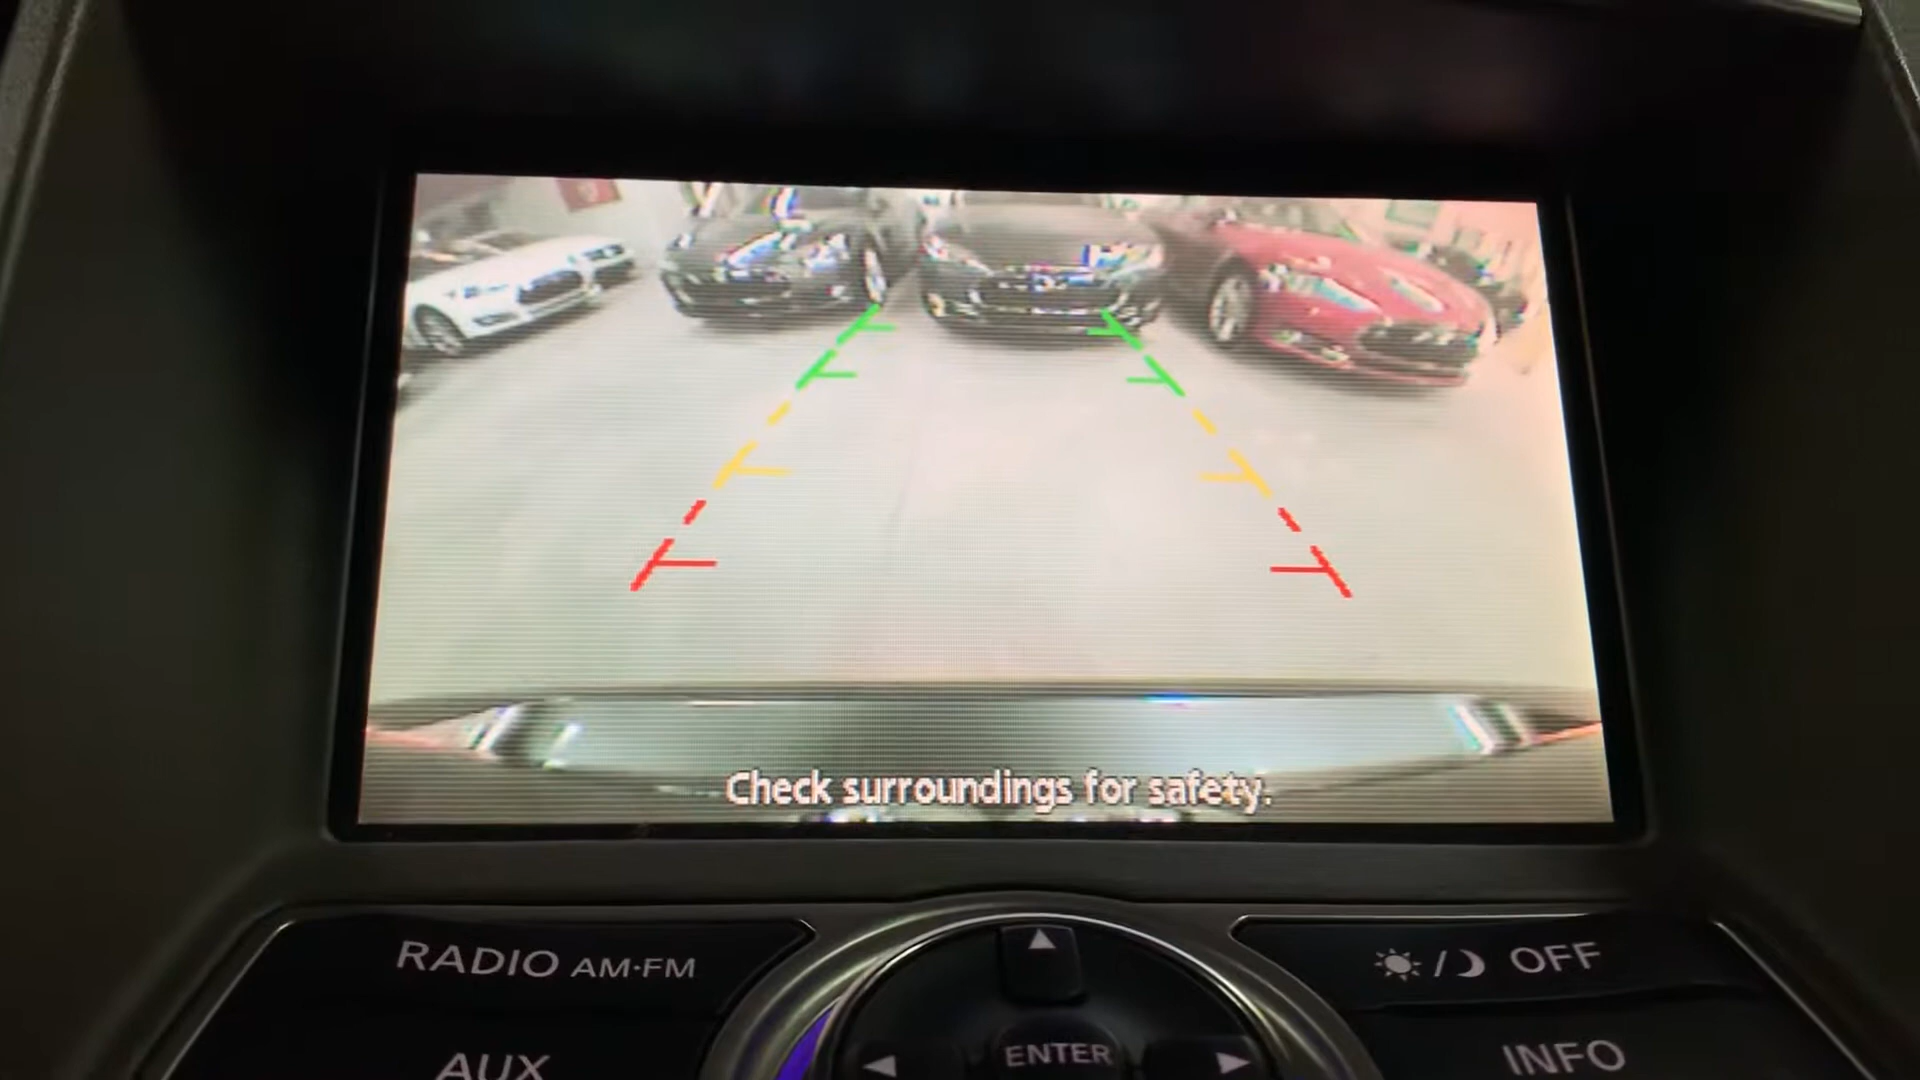 Check surroundings for safety.
RADIO AM·FM
OFF
AUX
ENTER
INFO